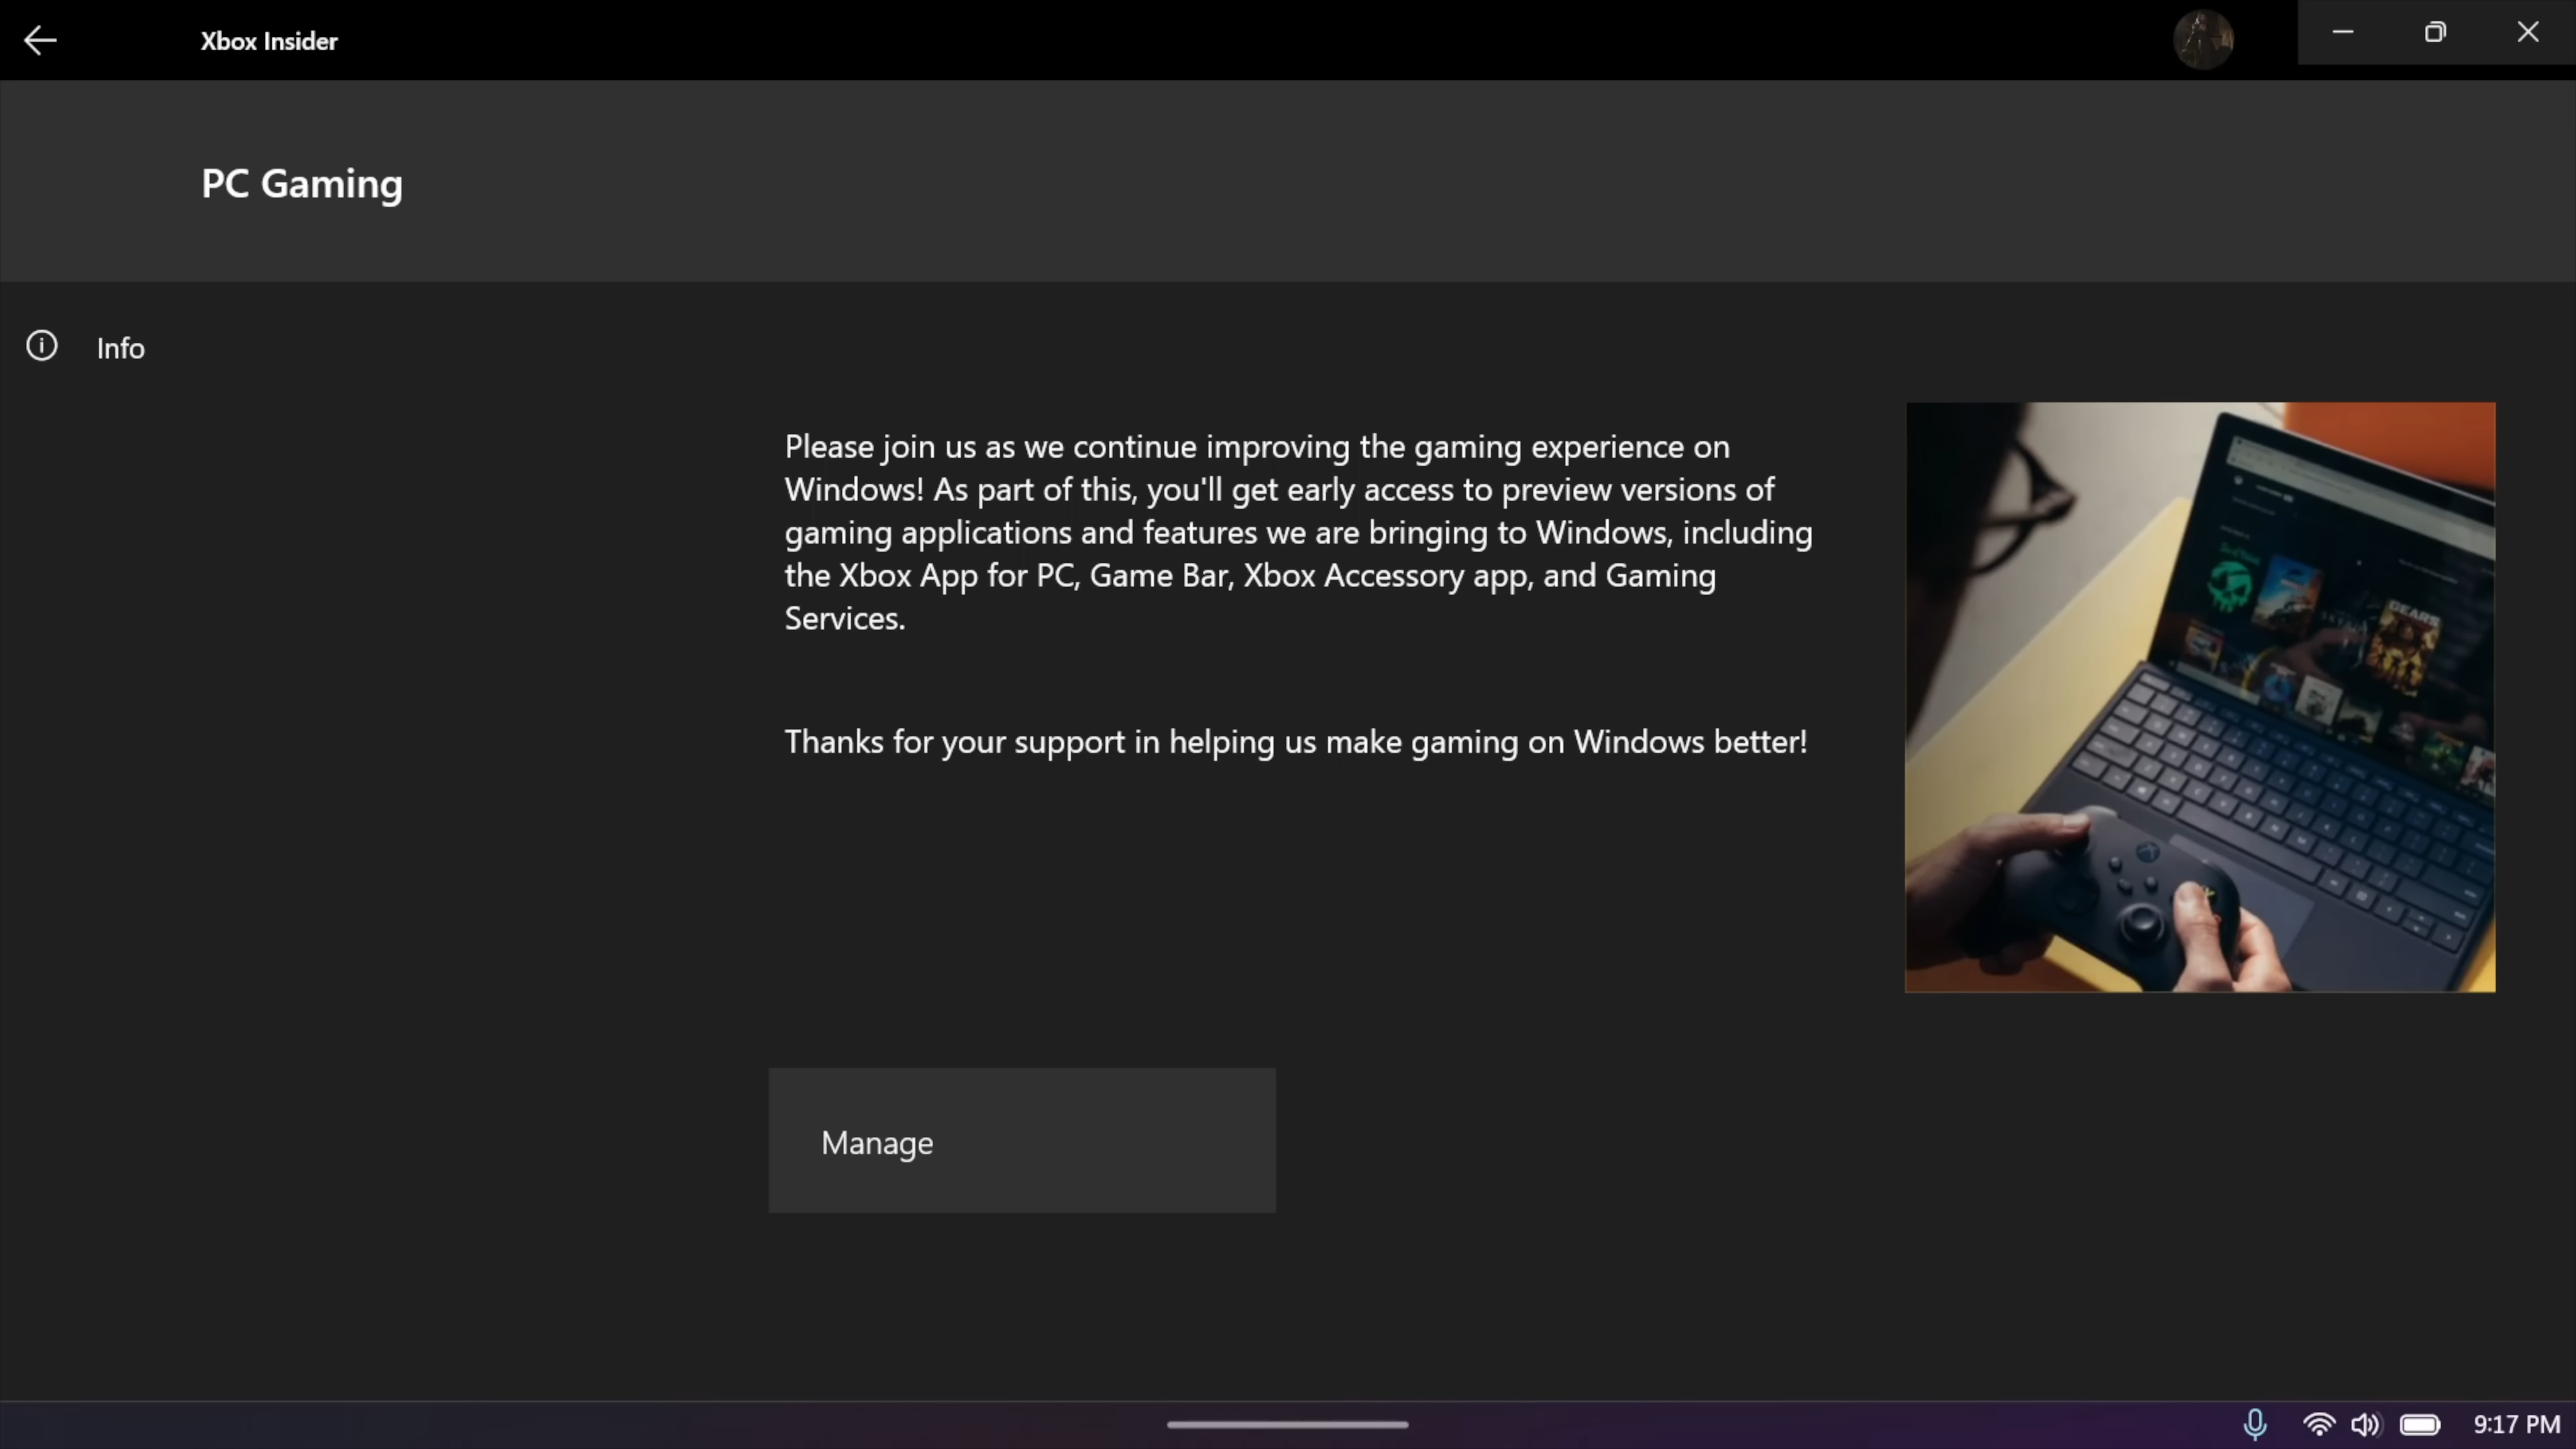 Xbox Insider
PC Gaming
Info
Please join us as we continue improving the gaming experience on
Windows! As part of this, you'll get early access to preview versions of
gaming applications and features we are bringing to Windows, including
the Xbox App for PC, Game Bar, Xbox Accessory app, and Gaming
Services.
Thanks for your support in helping us make gaming on Windows better!
GEARS
Manage
9:17 PM